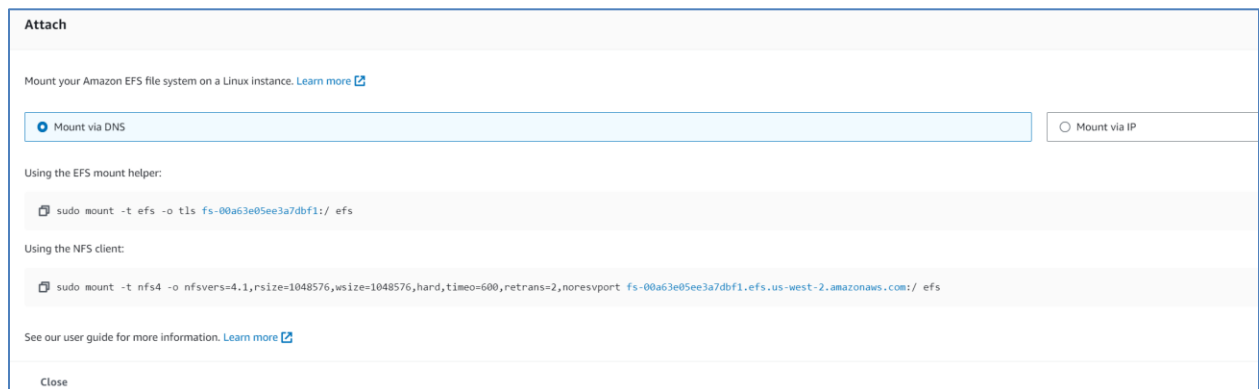 Attach
Mount your Amazon EFS file system on a Linux instance. Learn more
Mount via DNS
Mount via IP
Using the EFS mount helper:
sudo mount -t efs -o tls fs-00a63e05ee3a7dbf1:/ efs
Using the NFS client:
sudo mount -t nfs4 -o nfsvers=4.1,rsize=1048576,wsize=1048576,hard,timeo=600,retrans=2,noresvport fs-00a63e05ee3a7dbf1.efs.us-west-2.amazonaws.com:/ efs
See our user guide for more information. Learn more
Close